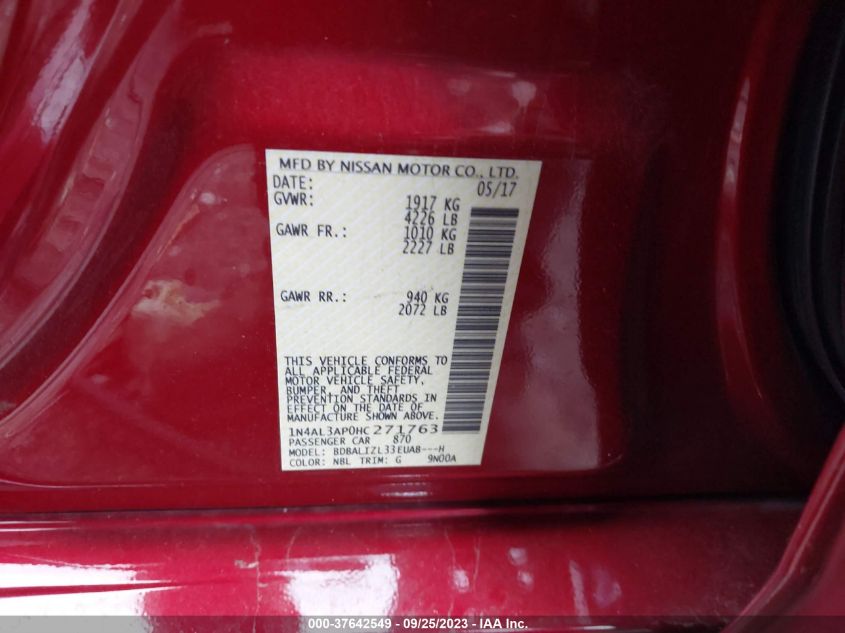 MFD BY NISSAN MOTOR CO., LTD.
DATE: 05/17
GVWR: 1917 KG
4226 LB
GAWR FR.: 1010 KG
2227 LB
GAWR RR.: 940 KG
2072 LB
THIS VEHICLE CONFORMS TO
ALL APPLICABLE FEDERAL
MOTOR VEHICLE SAFETY,
BUMPER, AND THEFT
PREVENTION STANDARDS IN
EFFECT ON THE DATE OF
MANUFACTURE SHOWN ABOVE.
1N4AL3AP0HC271763
PASSENGER CAR 870
MODEL: BDBALIZL33EUA8---H
COLOR: NBL TRIM: G 9N00A
000-37642549 / 09/25/2023 / IAA Inc.